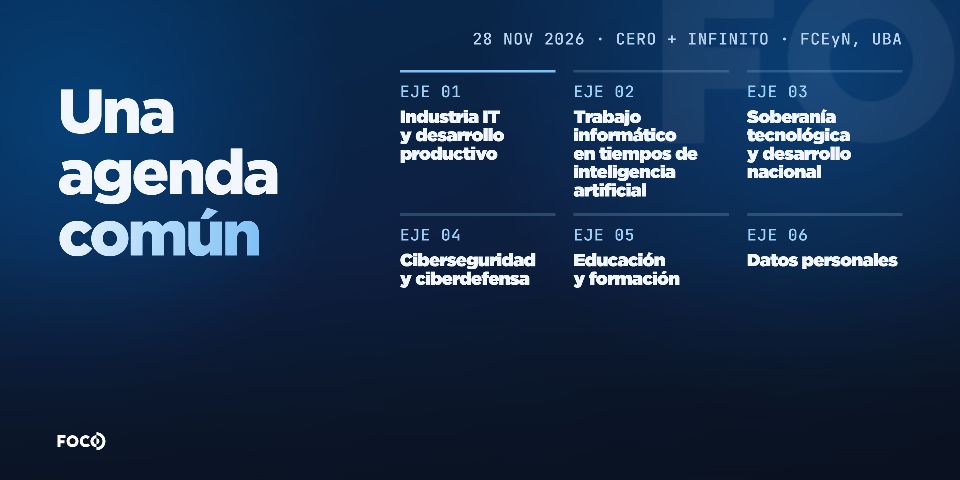 28 NOV 2026 · CERO + INFINITO · FCEyN, UBA
Una
agenda
común
EJE 01
Industria IT
y desarrollo
productivo
EJE 02
Trabajo
informático
en tiempos de
inteligencia
artificial
EJE 03
Soberanía
tecnológica
y desarrollo
nacional
EJE 04
Ciberseguridad
y ciberdefensa
EJE 05
Educación
y formación
EJE 06
Datos personales
FOCO
FO